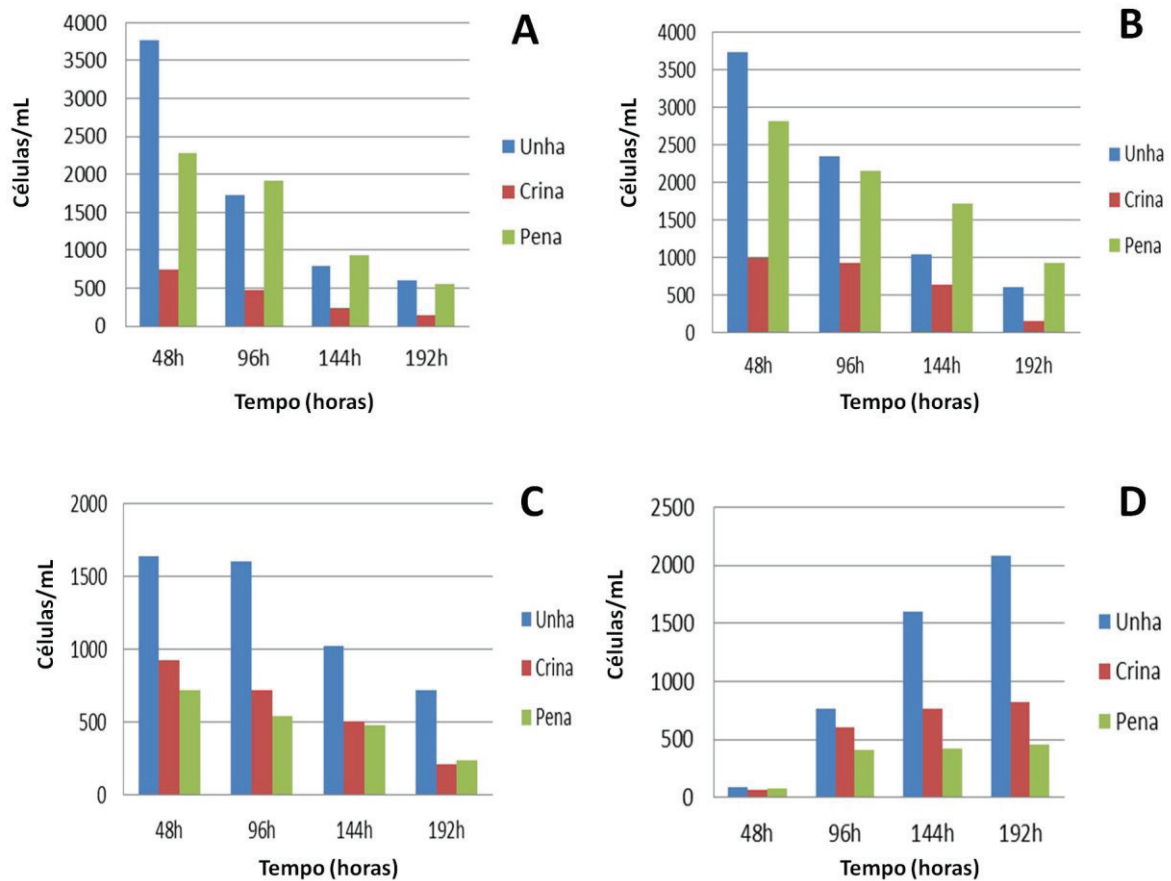 A
Células/mL
4000
3500
3000
2500
2000
1500
1000
500
0
48h 96h 144h 192h
Tempo (horas)
Unha
Crina
Pena
B
Células/mL
4000
3500
3000
2500
2000
1500
1000
500
0
48h 96h 144h 192h
Tempo (horas)
Unha
Crina
Pena
C
Células/mL
2000
1500
1000
500
0
48h 96h 144h 192h
Tempo (horas)
Unha
Crina
Pena
D
Células/mL
2500
2000
1500
1000
500
0
48h 96h 144h 192h
Tempo (horas)
Unha
Crina
Pena